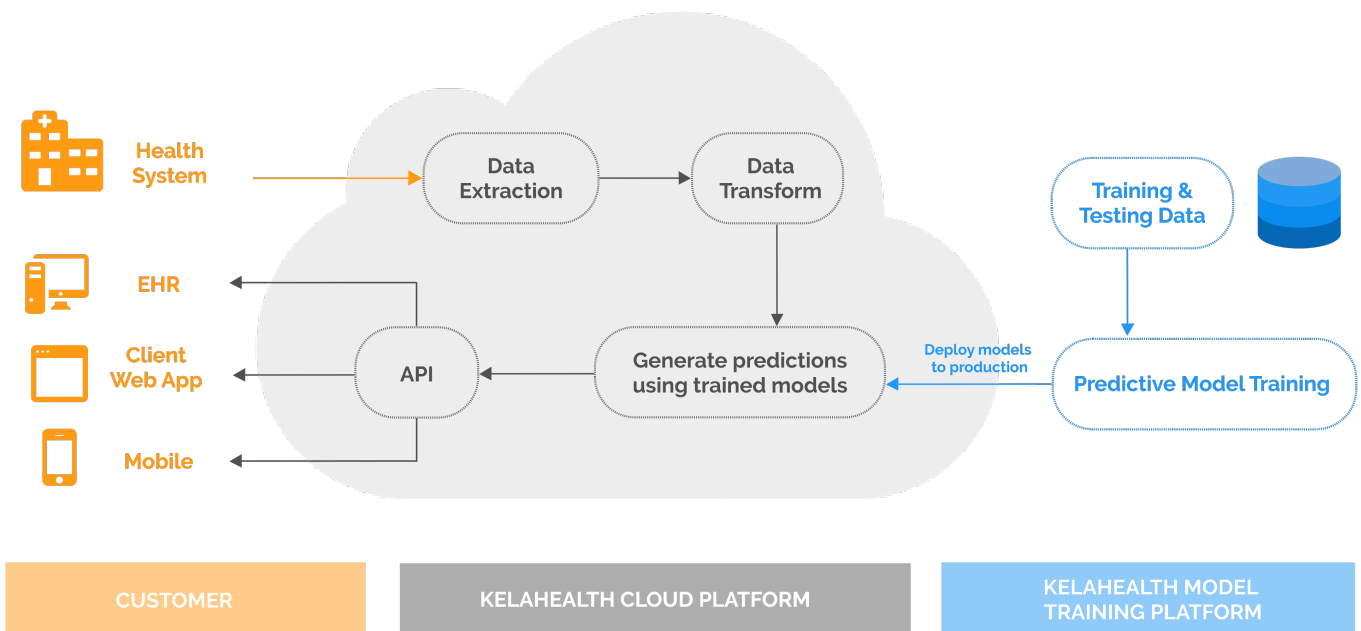 Health
System
Data
Extraction
Data
Transform
Training &
Testing Data
EHR
Client
Web App
API
Generate predictions
using trained models
Deploy models
to production
Predictive Model Training
Mobile
CUSTOMER
KELAHEALTH CLOUD PLATFORM
KELAHEALTH MODEL
TRAINING PLATFORM